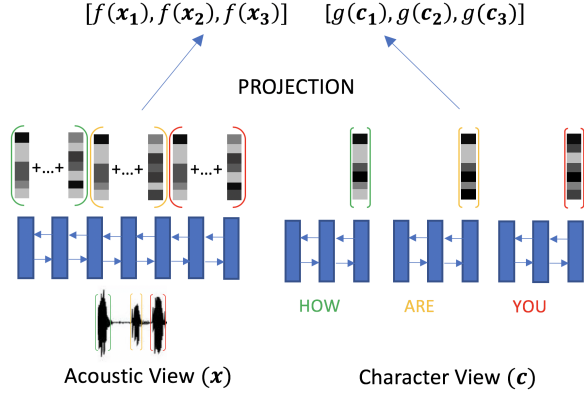 [f(x₁), f(x₂), f(x₃)] [g(c₁), g(c₂), g(c₃)]
PROJECTION
+...+ +...+ +...+
HOW ARE YOU
Acoustic View (x) Character View (c)